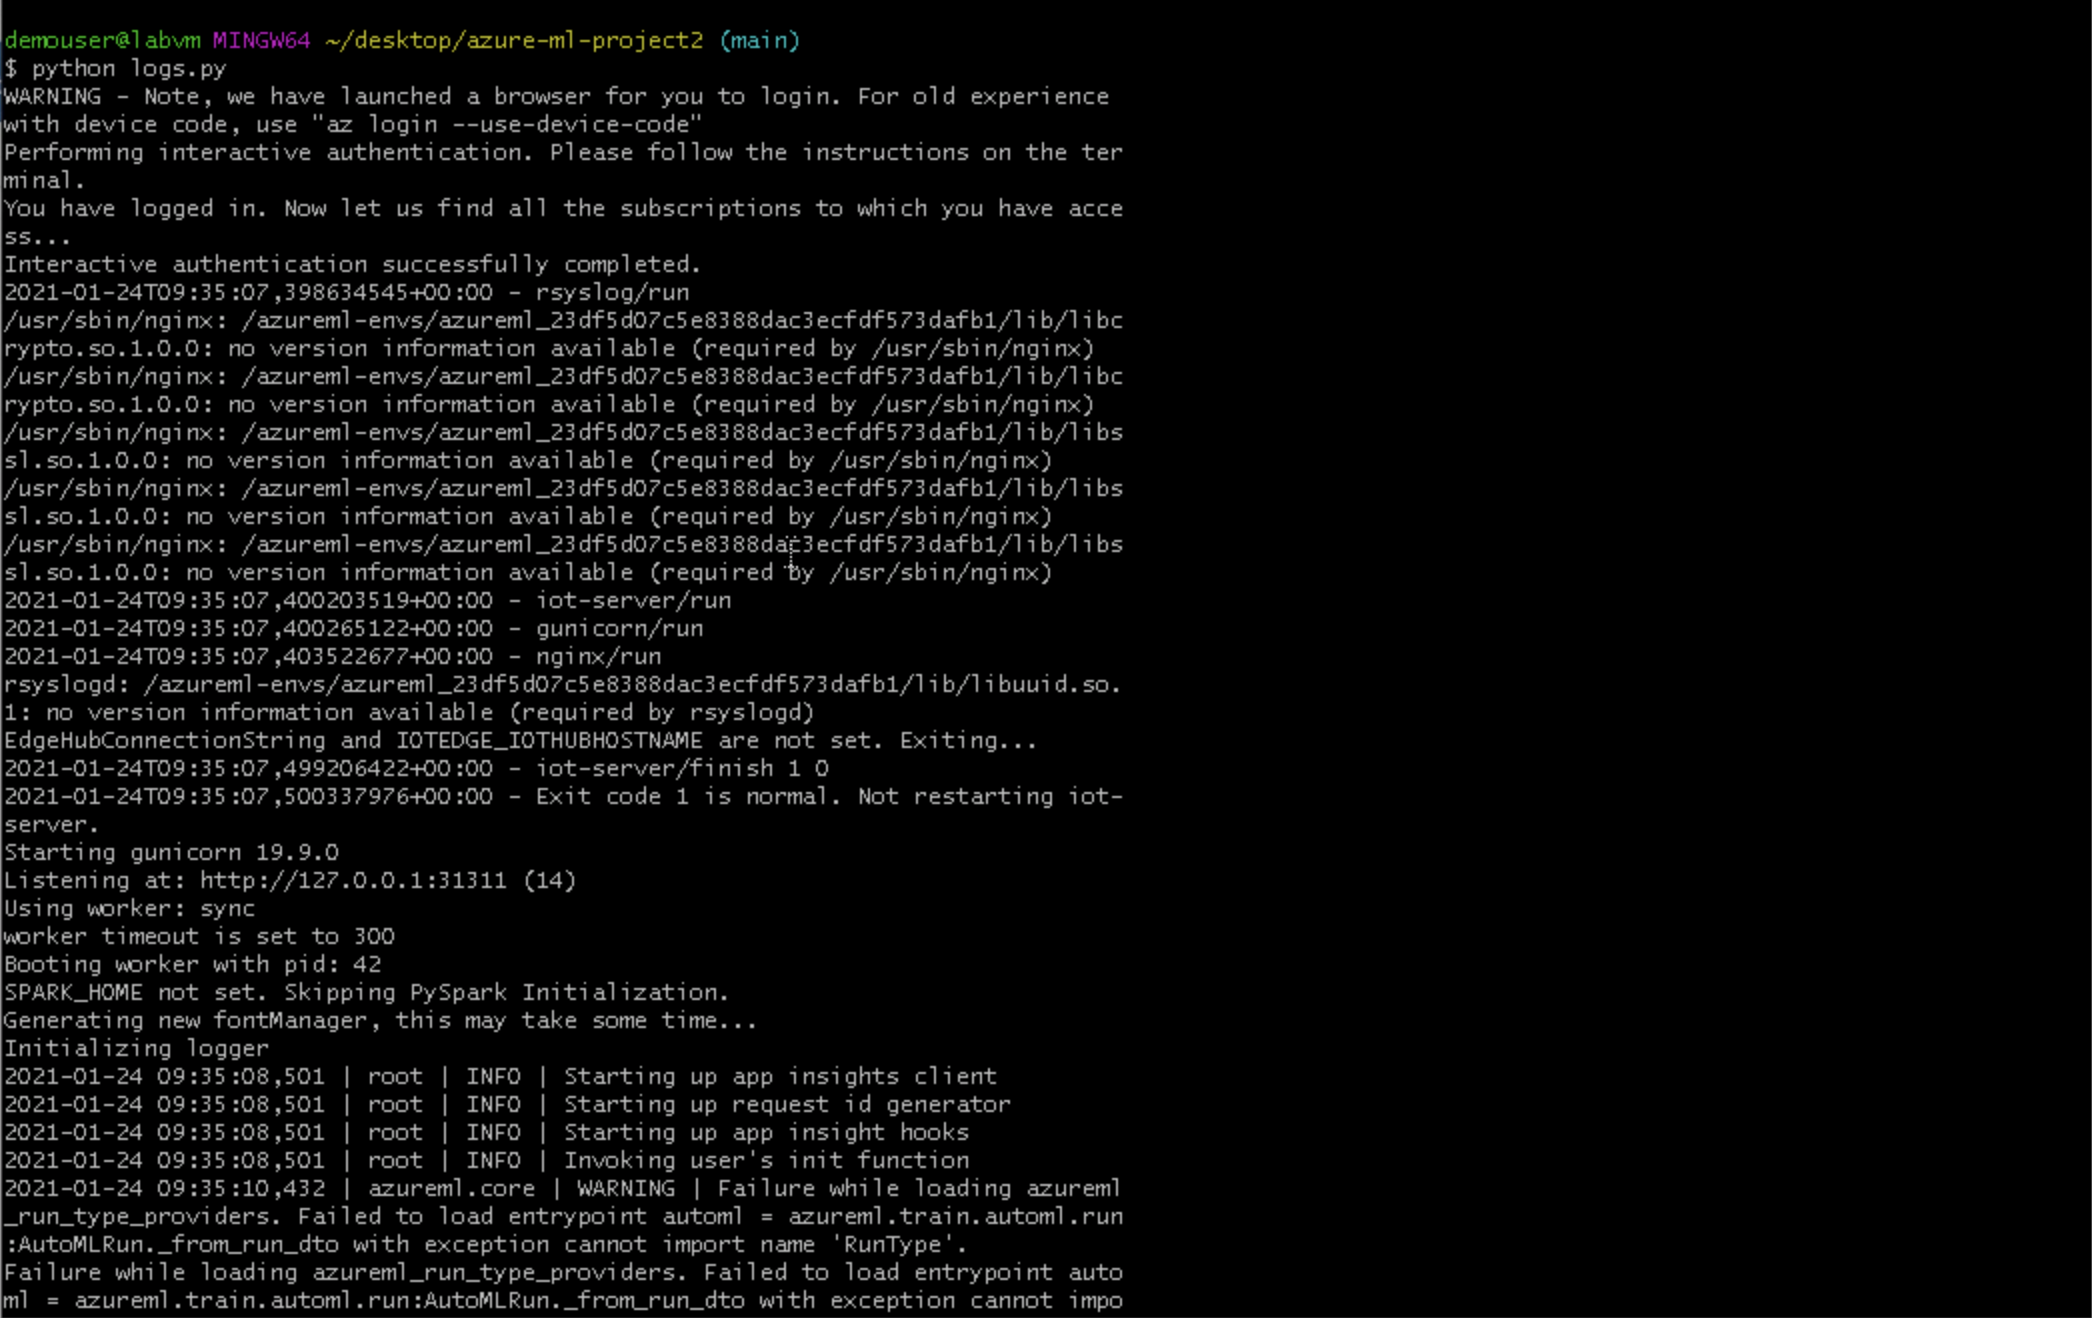 demouser@labvm MINGW64 ~/desktop/azure-ml-project2 (main)
$ python logs.py
WARNING - Note, we have launched a browser for you to login. For old experience
with device code, use "az login --use-device-code"
Performing interactive authentication. Please follow the instructions on the ter
minal.
You have logged in. Now let us find all the subscriptions to which you have acce
ss...
Interactive authentication successfully completed.
2021-01-24T09:35:07,398634545+00:00 - rsyslog/run
/usr/sbin/nginx: /azureml-envs/azureml_23df5d07c5e8388dac3ecfdf573dafb1/lib/libc
rypto.so.1.0.0: no version information available (required by /usr/sbin/nginx)
/usr/sbin/nginx: /azureml-envs/azureml_23df5d07c5e8388dac3ecfdf573dafb1/lib/libc
rypto.so.1.0.0: no version information available (required by /usr/sbin/nginx)
/usr/sbin/nginx: /azureml-envs/azureml_23df5d07c5e8388dac3ecfdf573dafb1/lib/libs
sl.so.1.0.0: no version information available (required by /usr/sbin/nginx)
/usr/sbin/nginx: /azureml-envs/azureml_23df5d07c5e8388dac3ecfdf573dafb1/lib/libs
sl.so.1.0.0: no version information available (required by /usr/sbin/nginx)
/usr/sbin/nginx: /azureml-envs/azureml_23df5d07c5e8388dac3ecfdf573dafb1/lib/libs
sl.so.1.0.0: no version information available (required by /usr/sbin/nginx)
2021-01-24T09:35:07,400203519+00:00 - iot-server/run
2021-01-24T09:35:07,400265122+00:00 - gunicorn/run
2021-01-24T09:35:07,403522677+00:00 - nginx/run
rsyslogd: /azureml-envs/azureml_23df5d07c5e8388dac3ecfdf573dafb1/lib/libuuid.so.
1: no version information available (required by rsyslogd)
EdgeHubConnectionString and IOTEDGE_IOTHUBHOSTNAME are not set. Exiting...
2021-01-24T09:35:07,499206422+00:00 - iot-server/finish 1 0
2021-01-24T09:35:07,500337976+00:00 - Exit code 1 is normal. Not restarting iot-
server.
Starting gunicorn 19.9.0
Listening at: http://127.0.0.1:31311 (14)
Using worker: sync
worker timeout is set to 300
Booting worker with pid: 42
SPARK_HOME not set. Skipping PySpark Initialization.
Generating new fontManager, this may take some time...
Initializing logger
2021-01-24 09:35:08,501 | root | INFO | Starting up app insights client
2021-01-24 09:35:08,501 | root | INFO | Starting up request id generator
2021-01-24 09:35:08,501 | root | INFO | Starting up app insight hooks
2021-01-24 09:35:08,501 | root | INFO | Invoking user's init function
2021-01-24 09:35:10,432 | azureml.core | WARNING | Failure while loading azureml
_run_type_providers. Failed to load entrypoint automl = azureml.train.automl.run
:AutoMLRun._from_run_dto with exception cannot import name 'RunType'.
Failure while loading azureml_run_type_providers. Failed to load entrypoint auto
ml = azureml.train.automl.run:AutoMLRun._from_run_dto with exception cannot impo